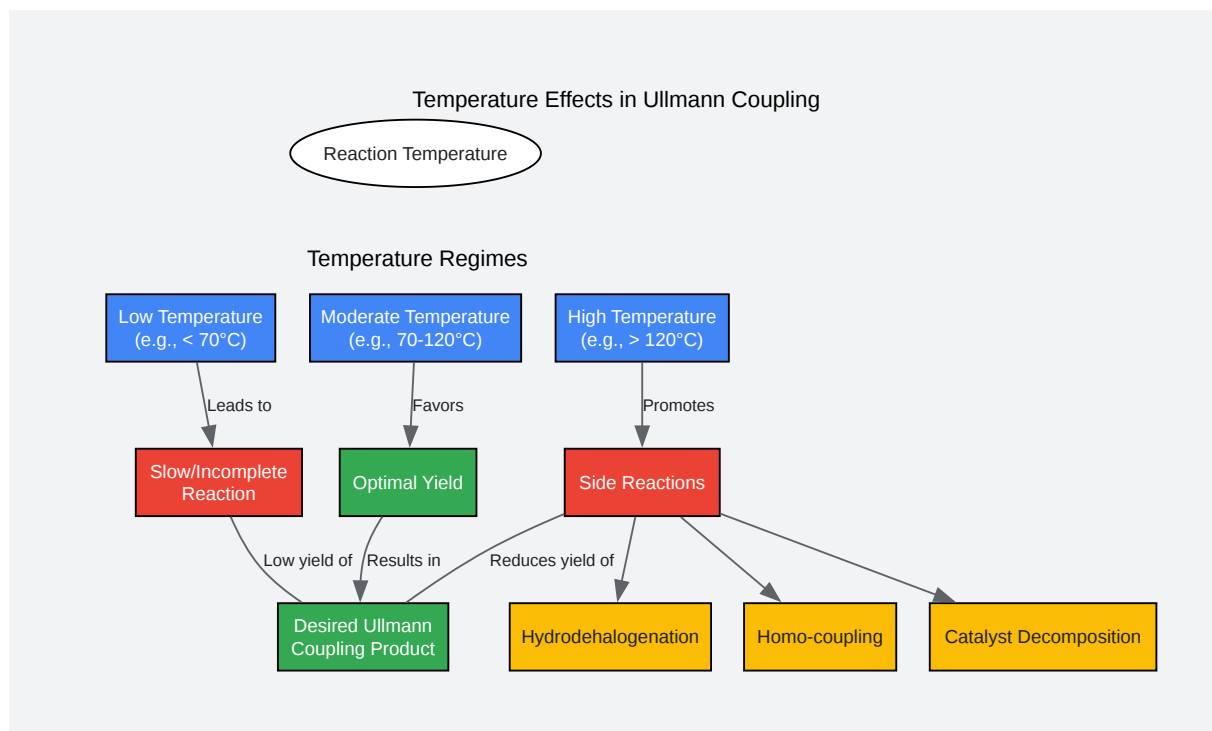 Temperature Effects in Ullmann Coupling
Reaction Temperature
Temperature Regimes
Low Temperature
(e.g., < 70°C)
Moderate Temperature
(e.g., 70-120°C)
High Temperature
(e.g., > 120°C)
Leads to
Favors
Promotes
Slow/Incomplete
Reaction
Optimal Yield
Side Reactions
Low yield of
Results in
Reduces yield of
Desired Ullmann
Coupling Product
Hydrodehalogenation
Homo-coupling
Catalyst Decomposition